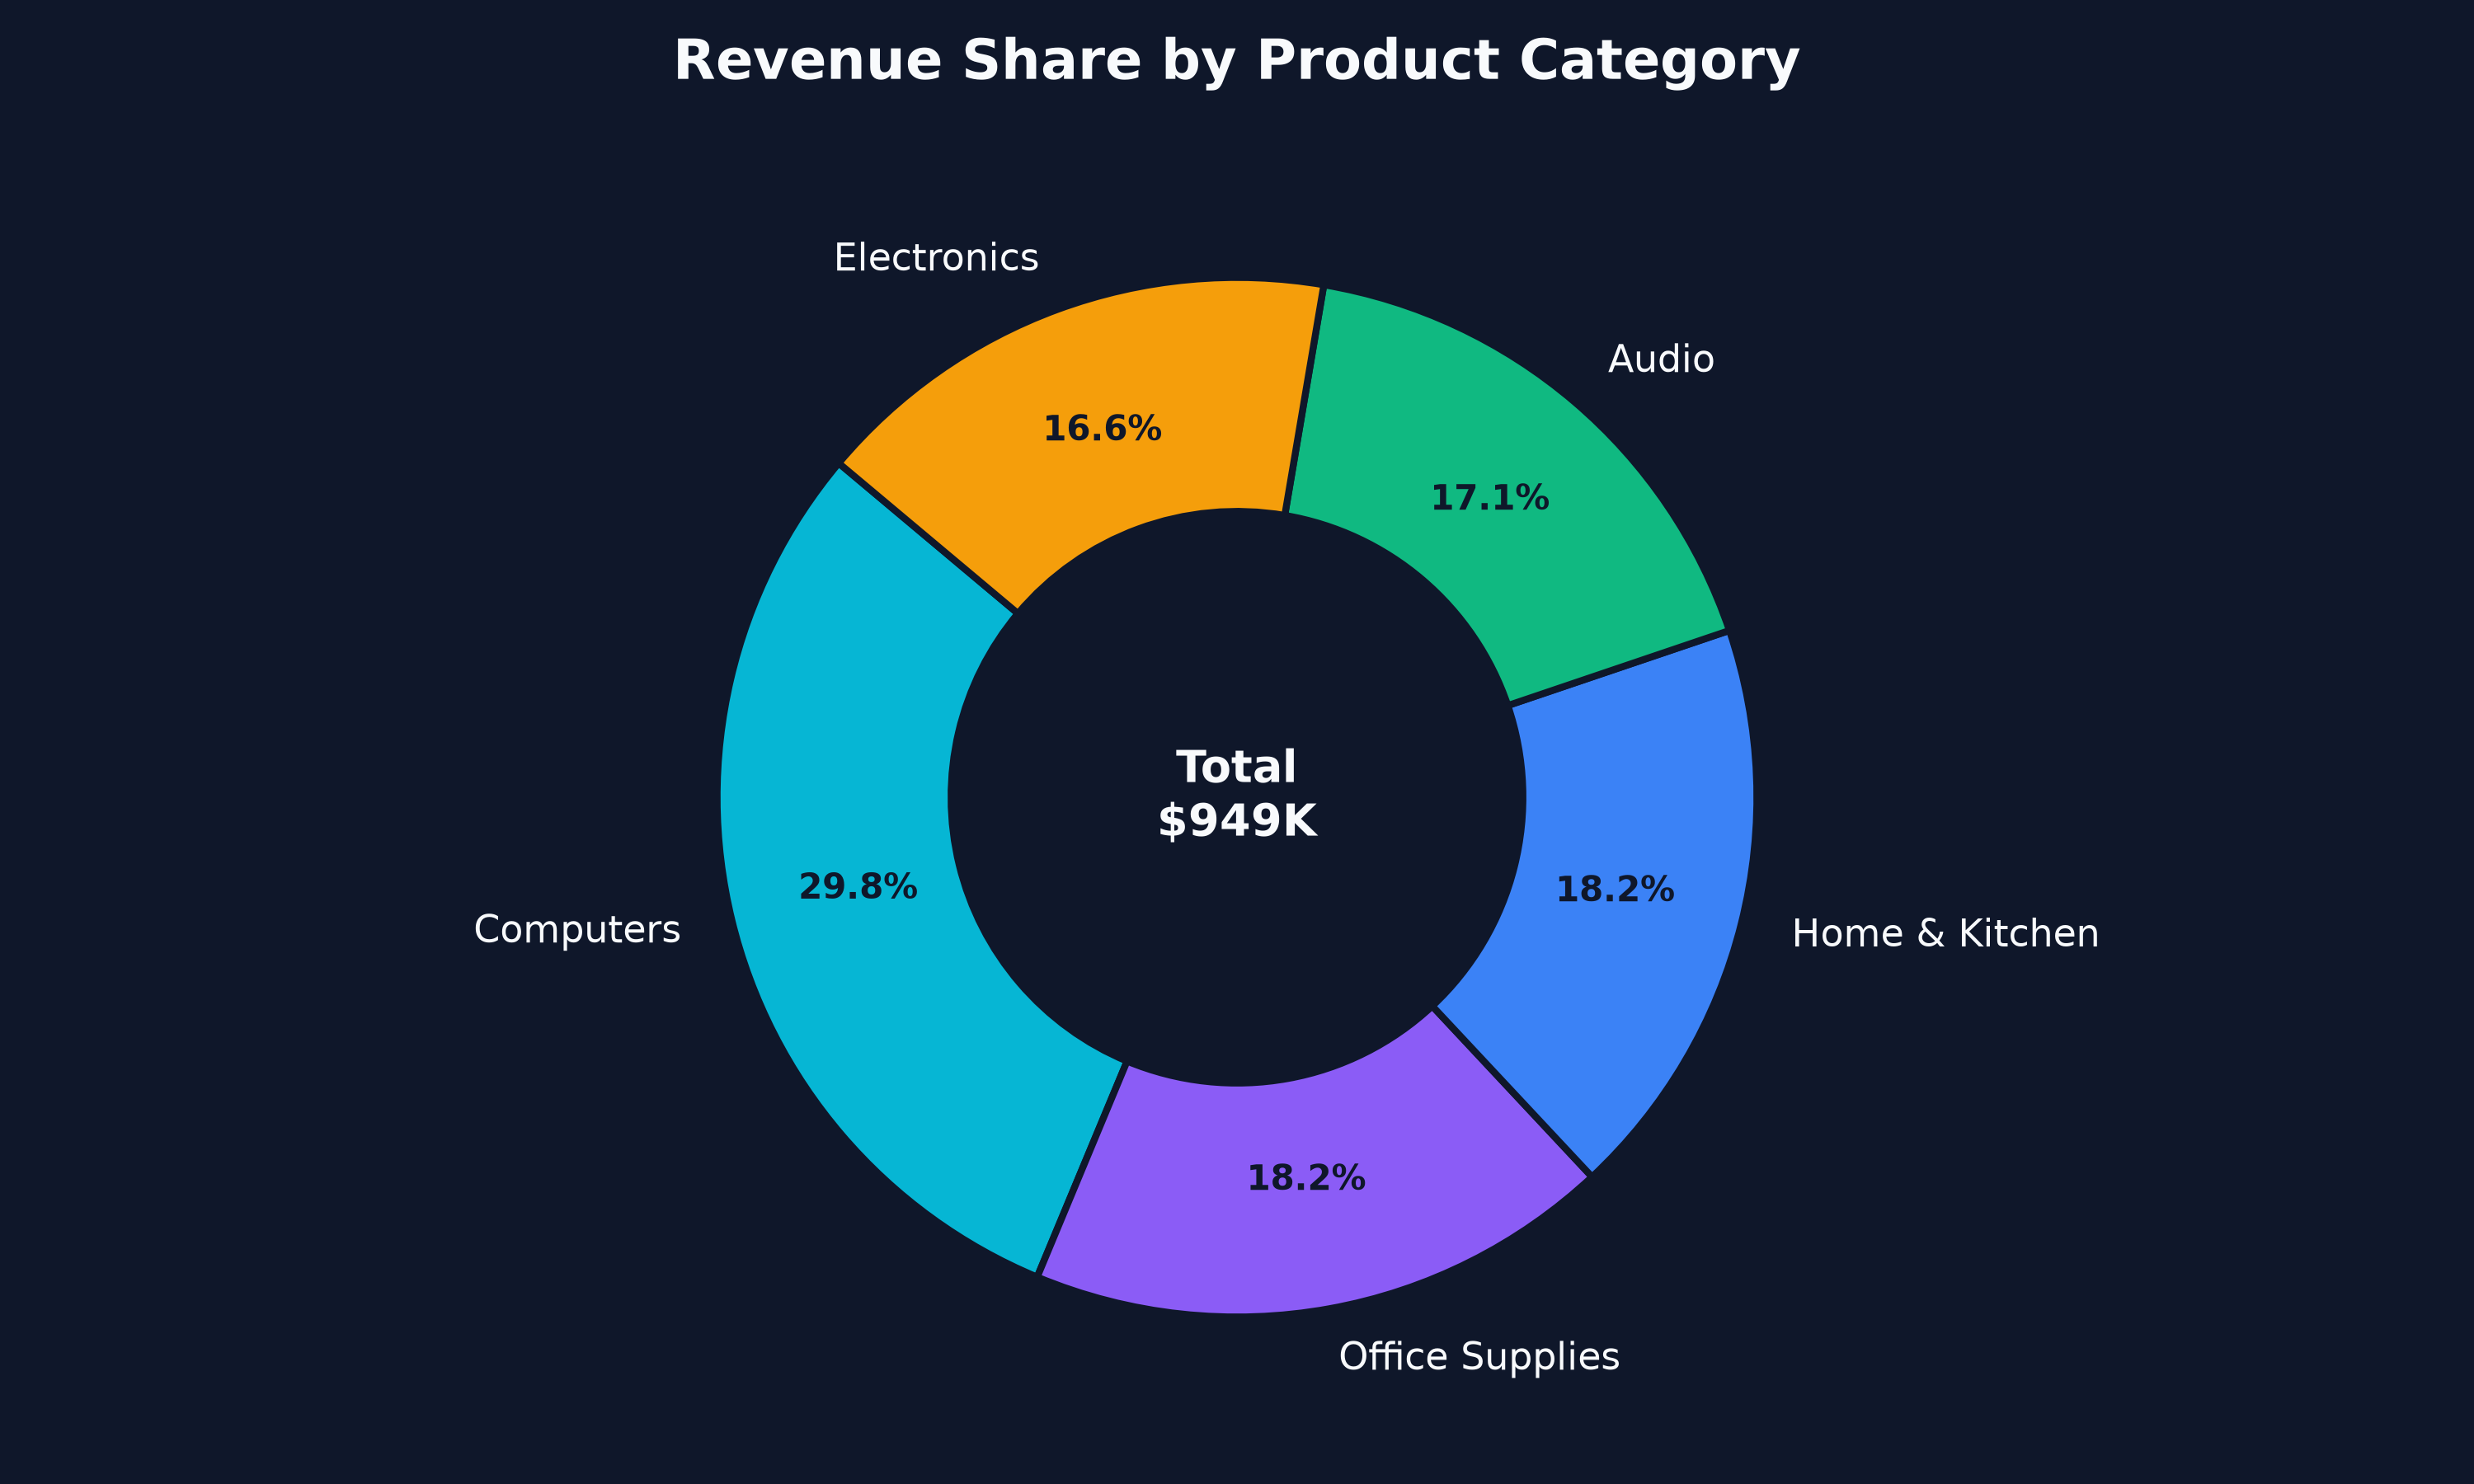 Revenue Share by Product Category
Electronics
Audio
16.6%
17.1%
Total
$949K
29.8%
18.2%
Computers
Home & Kitchen
18.2%
Office Supplies